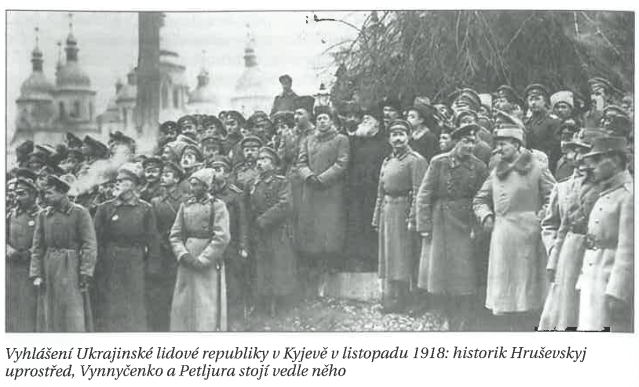 Vyhlášení Ukrajinské lidové republiky v Kyjevě v listopadu 1918: historik Hruševskyj
uprostřed, Vynnyčenko a Petljura stojí vedle něho